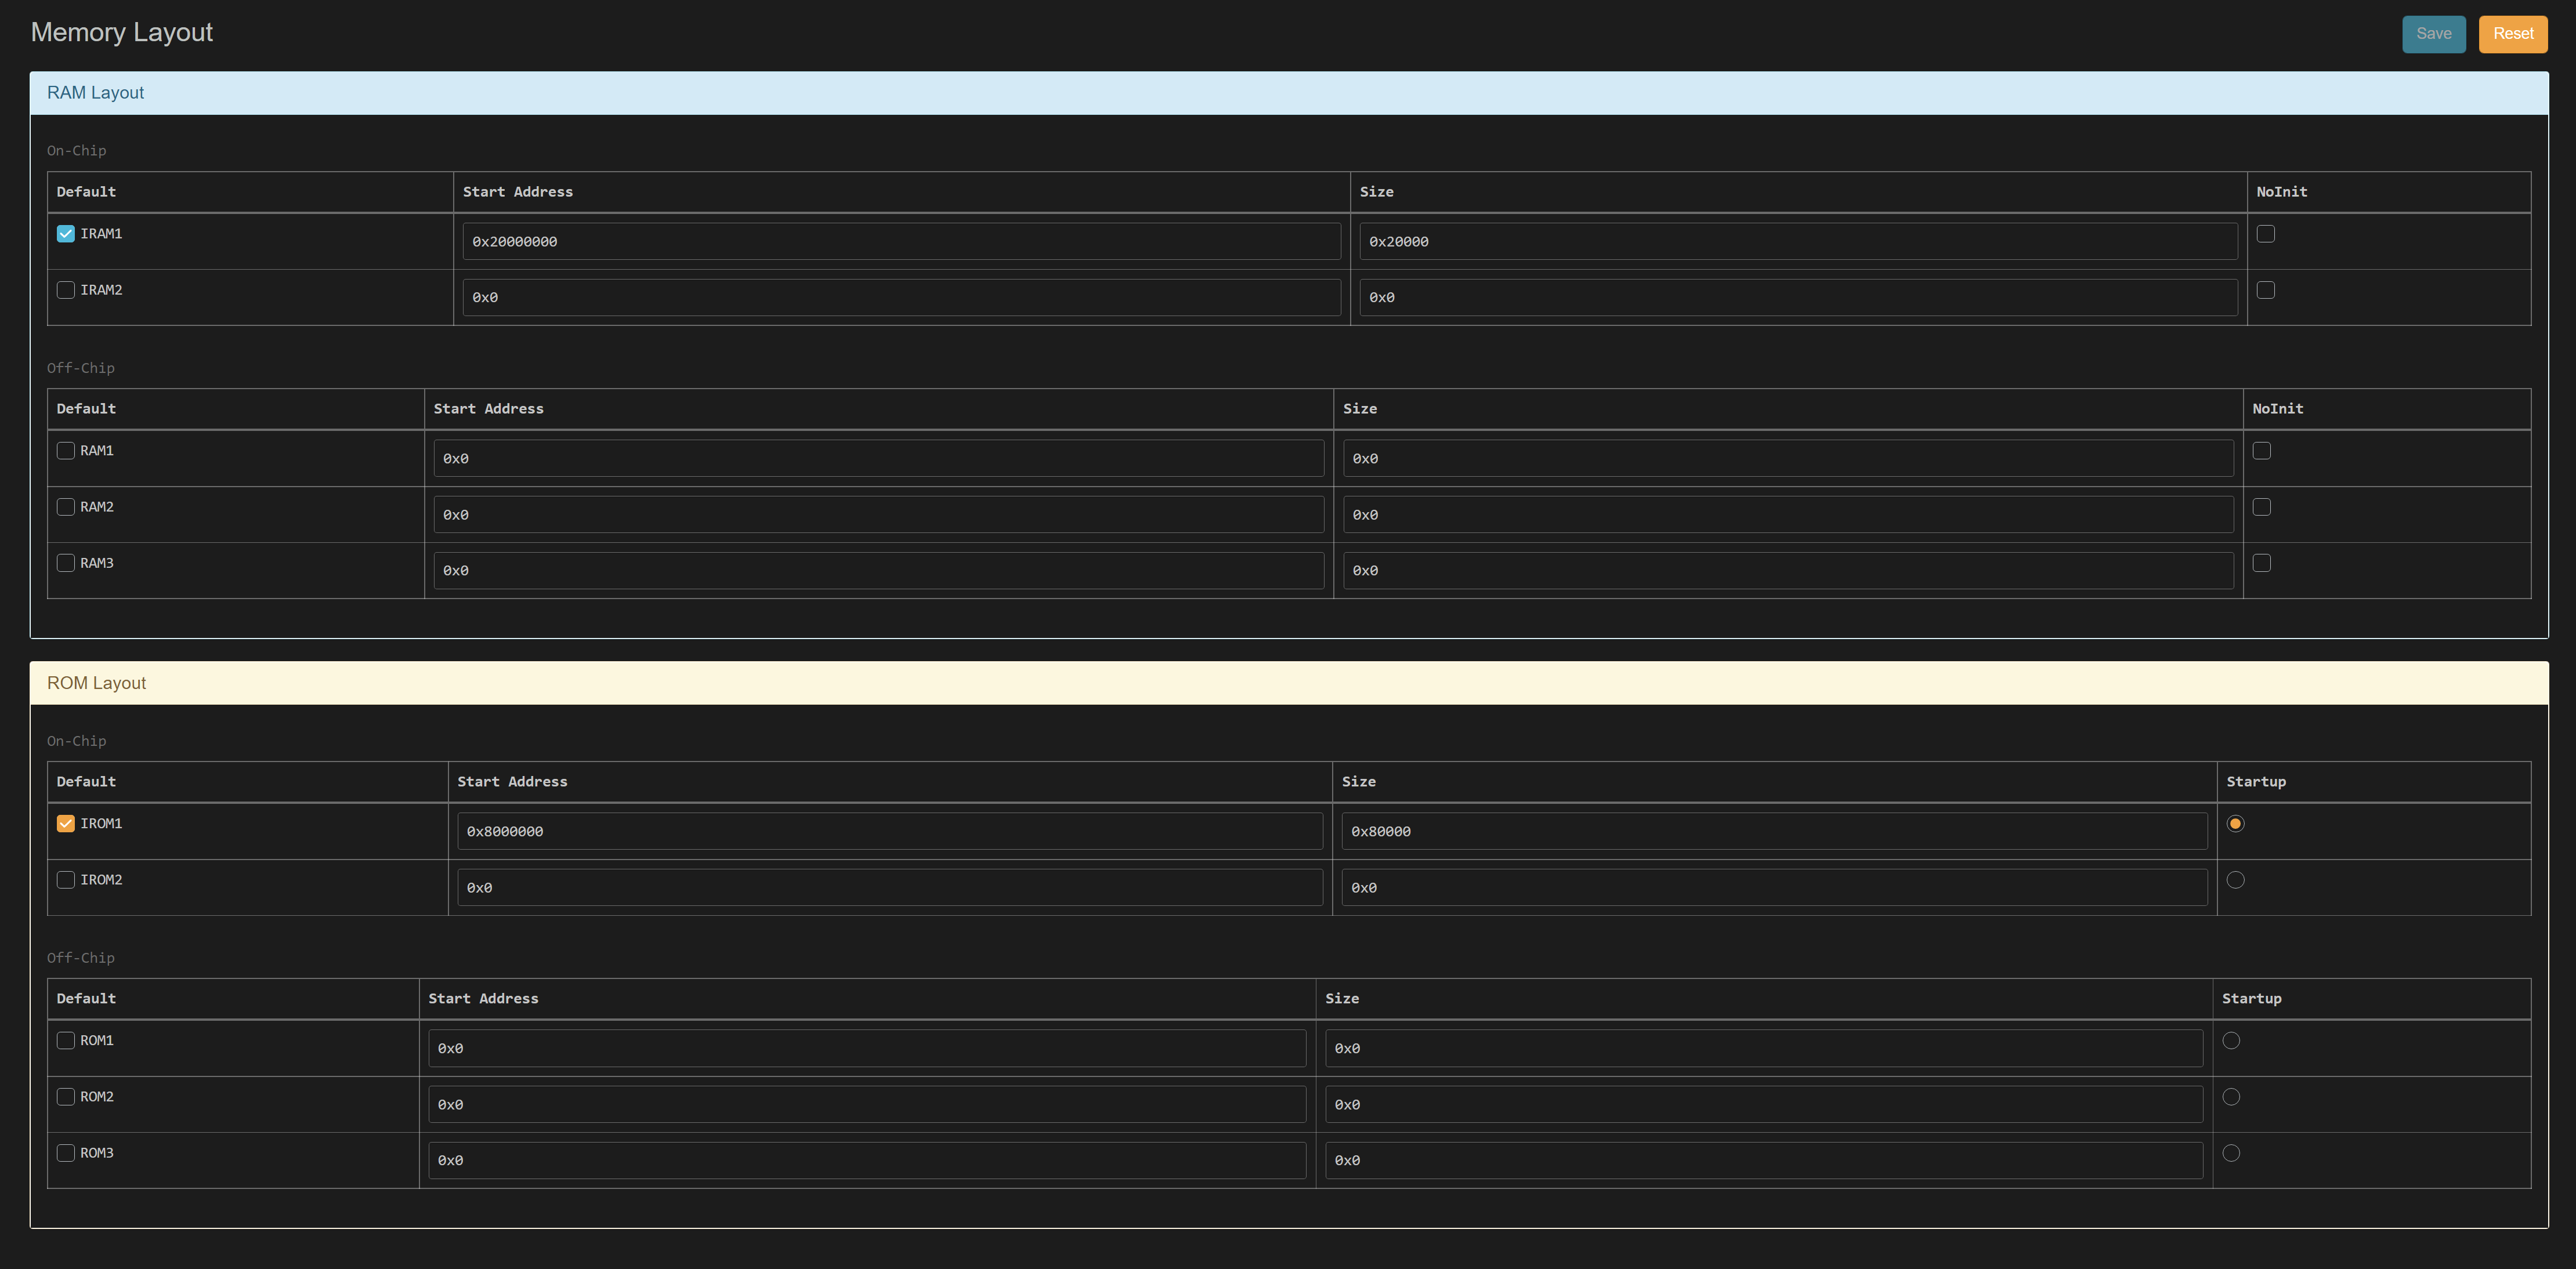 Memory Layout
Save Reset
RAM Layout
On-Chip
Default Start Address Size NoInit
IRAM1 0x20000000 0x20000
IRAM2 0x0 0x0
Off-Chip
Default Start Address Size NoInit
RAM1 0x0 0x0
RAM2 0x0 0x0
RAM3 0x0 0x0
ROM Layout
On-Chip
Default Start Address Size Startup
IROM1 0x8000000 0x80000
IROM2 0x0 0x0
Off-Chip
Default Start Address Size Startup
ROM1 0x0 0x0
ROM2 0x0 0x0
ROM3 0x0 0x0